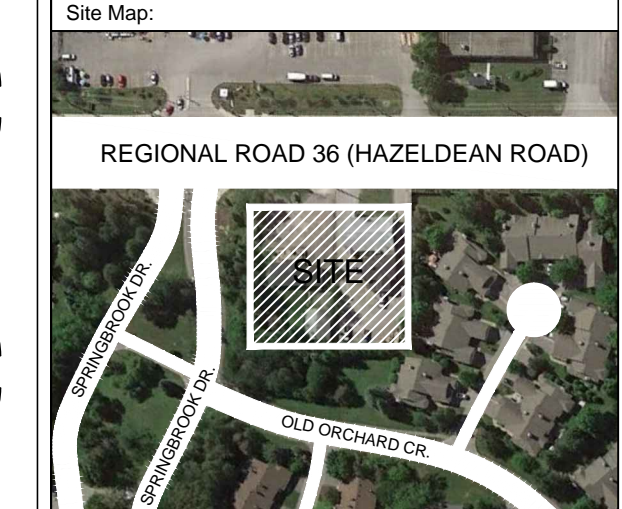 Site Map:
REGIONAL ROAD 36 (HAZELDEAN ROAD)
SITE
SPRINGBROOK DR.
SPRINGBROOK DR.
OLD ORCHARD CR.